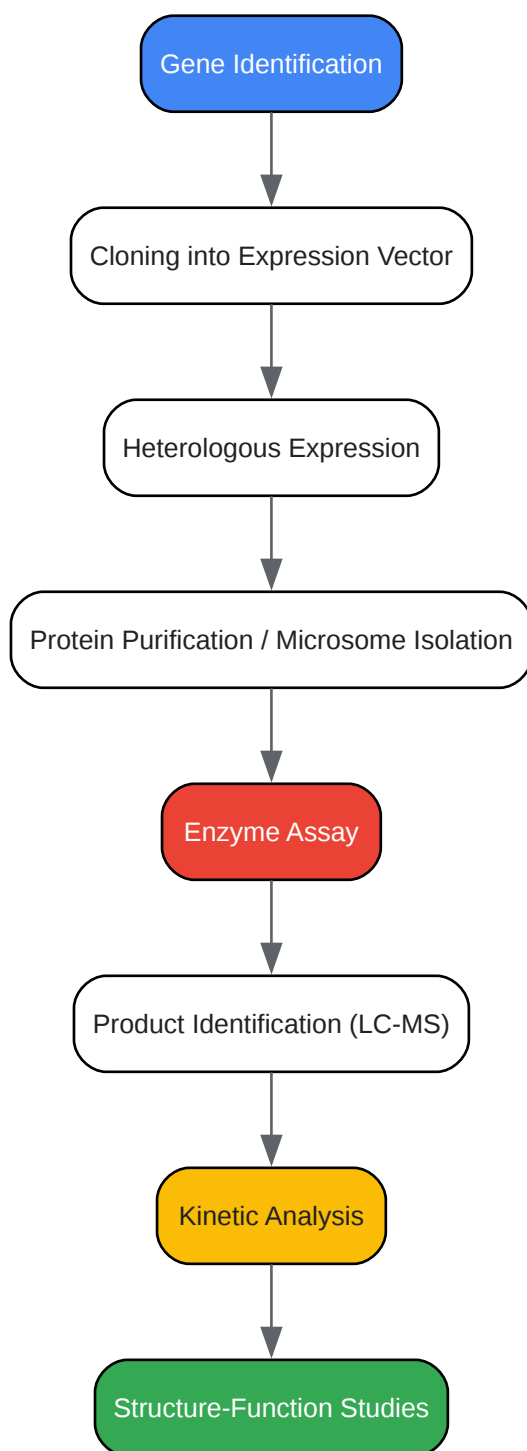 Gene Identification
Cloning into Expression Vector
Heterologous Expression
Protein Purification / Microsome Isolation
Enzyme Assay
Product Identification (LC-MS)
Kinetic Analysis
Structure-Function Studies